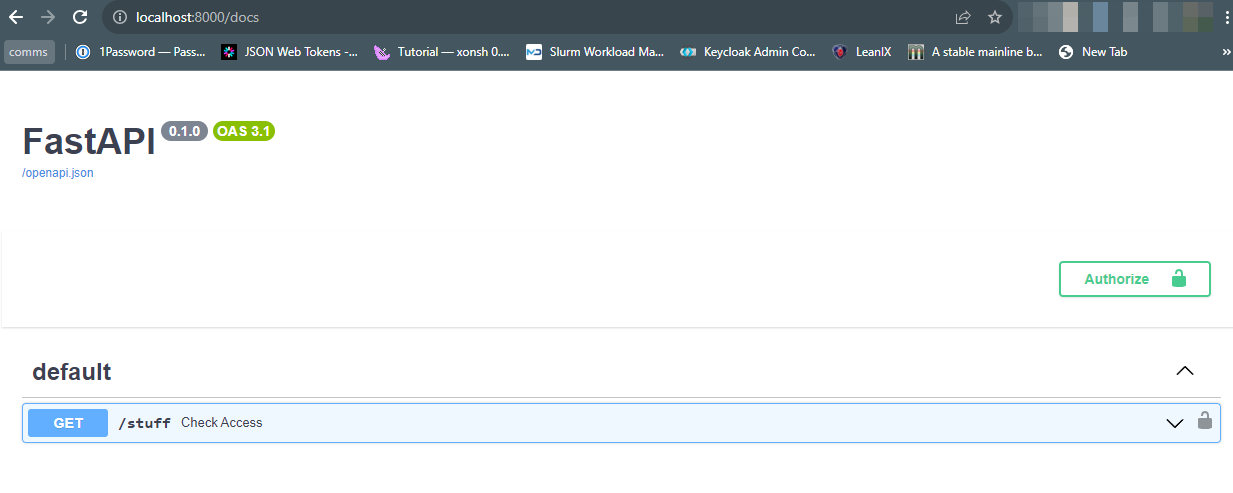 localhost:8000/docs
comms 1Password — Pass... JSON Web Tokens -... Tutorial — xonsh 0.... Slurm Workload Ma... Keycloak Admin Co... LeanIX A stable mainline b... New Tab »
FastAPI 0.1.0 OAS 3.1
/openapi.json
Authorize
default
GET /stuff Check Access